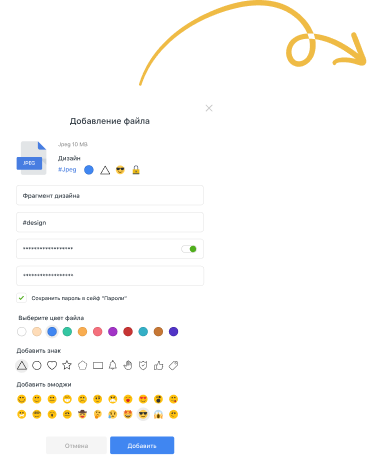 Добавление файла
Jpeg 10 MB
JPEG
Дизайн
#Jpeg
Фрагмент дизайна
#design
******************
******************
Сохранить пароль в сейф "Пароли"
Выберите цвет файла
Добавить знак
Добавить эмоджи
Отмена
Добавить